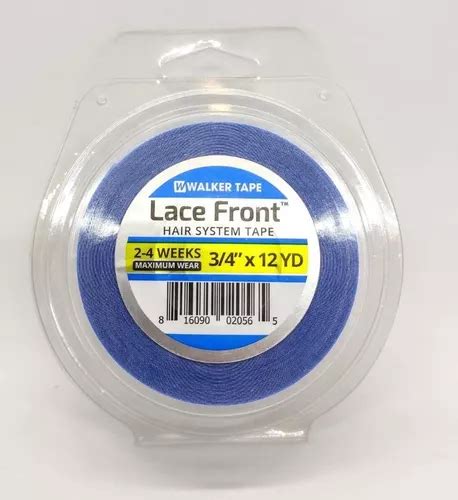 WALKER TAPE
Lace Front™
HAIR SYSTEM TAPE
2-4 WEEKS
MAXIMUM WEAR
3/4" x 12 YD
8 16090 02056 5